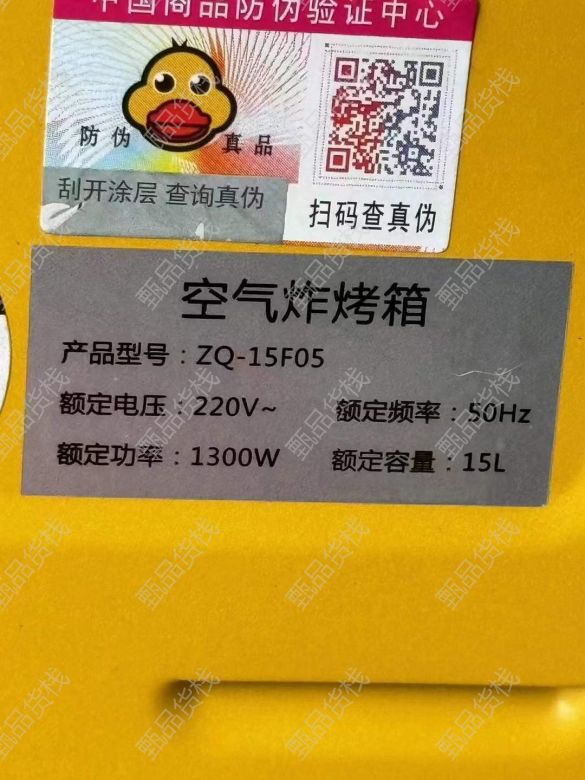 中国商品防伪验证中心
防伪 真品
刮开涂层 查询真伪
扫码查真伪
空气炸烤箱
产品型号：ZQ-15F05
额定电压：220V~ 额定频率：50Hz
额定功率：1300W 额定容量：15L
甄品货栈